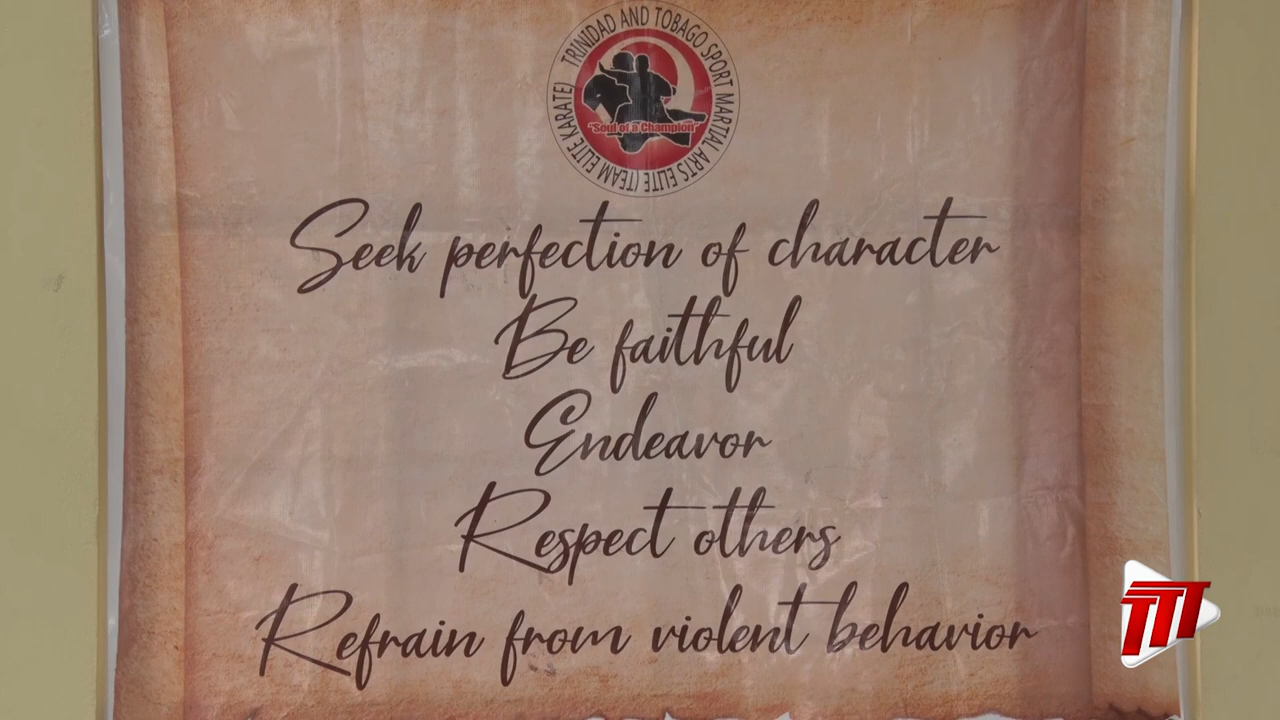 TRINIDAD AND TOBAGO SPORT MARTIAL ARTS ELITE (TEAM ELITE KARATE)
"Soul of a Champion"
Seek perfection of character
Be faithful
Endeavor
Respect others
Refrain from violent behavior
TTT